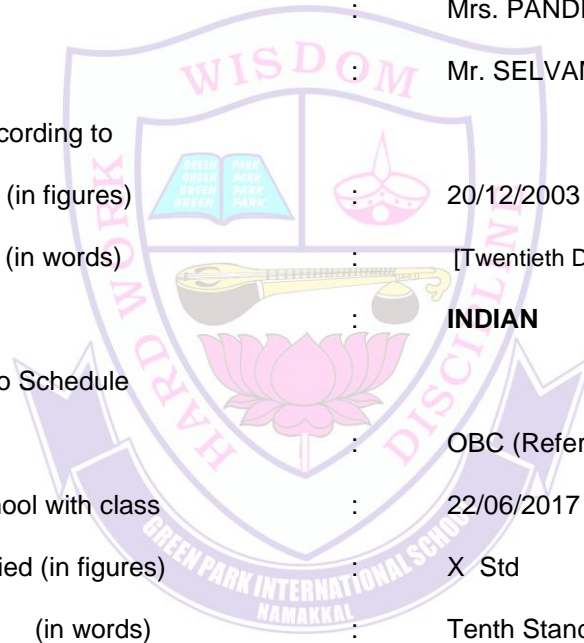 : Mrs. PANDI
WISDOM
: Mr. SELVA
cording to
(in figures) : 20/12/2003
GREEN PARK
GREEN PARK
GREEN PARK
GREEN PARK
(in words) : [Twentieth D
HARD WORK
DISCIPLINE
: INDIAN
o Schedule
: OBC (Refer
hool with class : 22/06/2017
ied (in figures) : X Std
GREEN PARK INTERNATIONAL SCHOOL
NAMAKKAL
(in words) : Tenth Stand